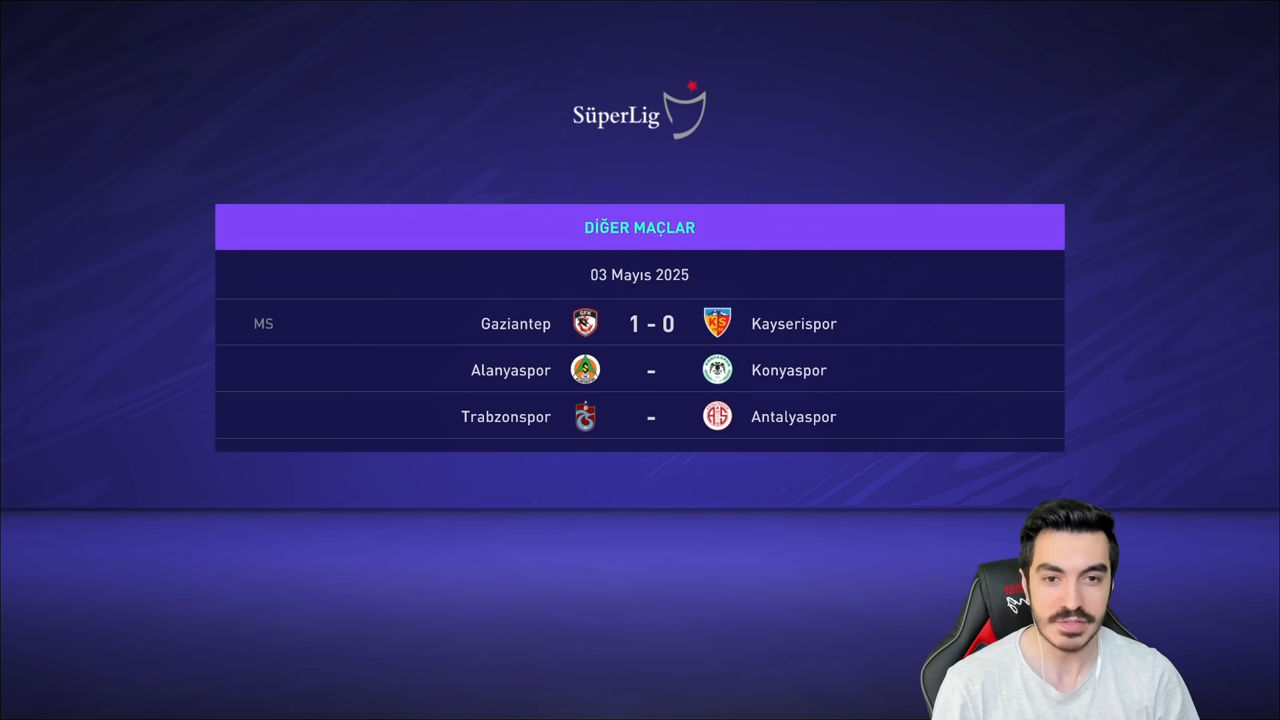 SüperLig
DİĞER MAÇLAR
03 Mayıs 2025
MS Gaziantep 1 - 0 Kayserispor
Alanyaspor - Konyaspor
Trabzonspor - Antalyaspor